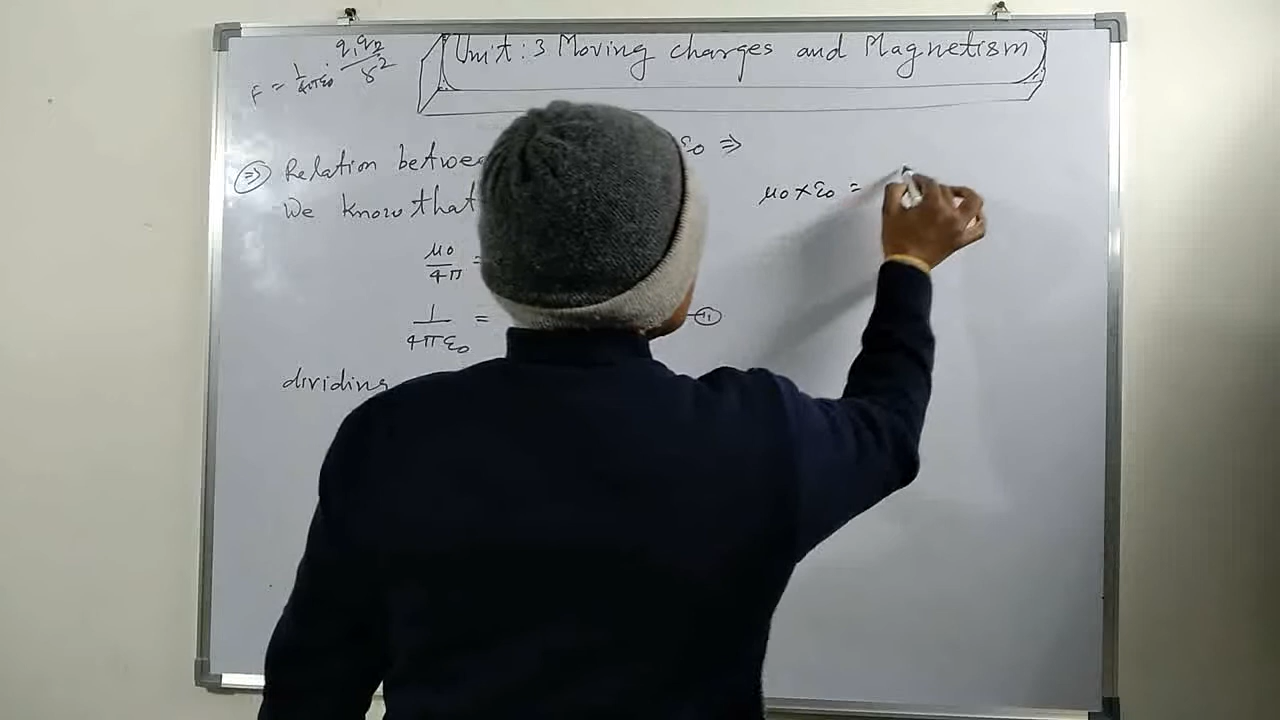 F = 1/4πε0 . q1q2/r²
Unit: 3 Moving charges and Magnetism
⇒ Relation betwee ε0 ⇒
We know that
μ0/4π =
1/4πε0 =
dividing
μ0 × ε0 =